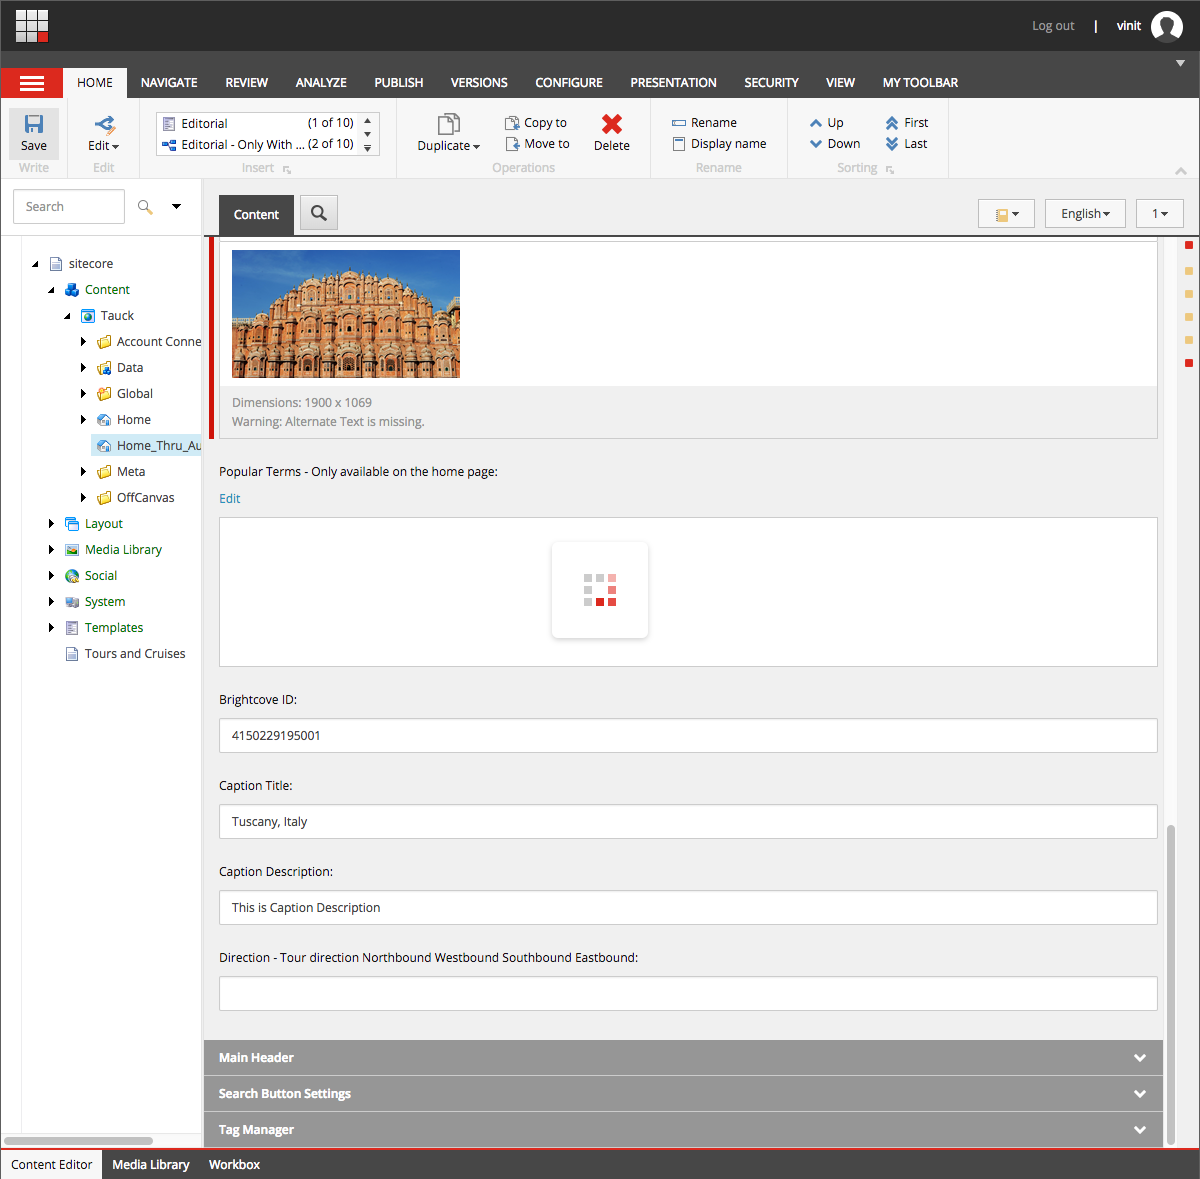 Log out | vinit
HOME NAVIGATE REVIEW ANALYZE PUBLISH VERSIONS CONFIGURE PRESENTATION SECURITY VIEW MY TOOLBAR
Save
Write
Edit
Edit
Editorial (1 of 10)
Editorial - Only With ... (2 of 10)
Insert
Duplicate
Copy to
Move to
Delete
Operations
Rename
Display name
Rename
Up First
Down Last
Sorting
Search
Content
English
1
sitecore
Content
Tauck
Account Conne
Data
Global
Home
Home_Thru_Au
Meta
OffCanvas
Layout
Media Library
Social
System
Templates
Tours and Cruises
Dimensions: 1900 x 1069
Warning: Alternate Text is missing.
Popular Terms - Only available on the home page:
Edit
Brightcove ID:
4150229195001
Caption Title:
Tuscany, Italy
Caption Description:
This is Caption Description
Direction - Tour direction Northbound Westbound Southbound Eastbound:
Main Header
Search Button Settings
Tag Manager
Content Editor Media Library Workbox